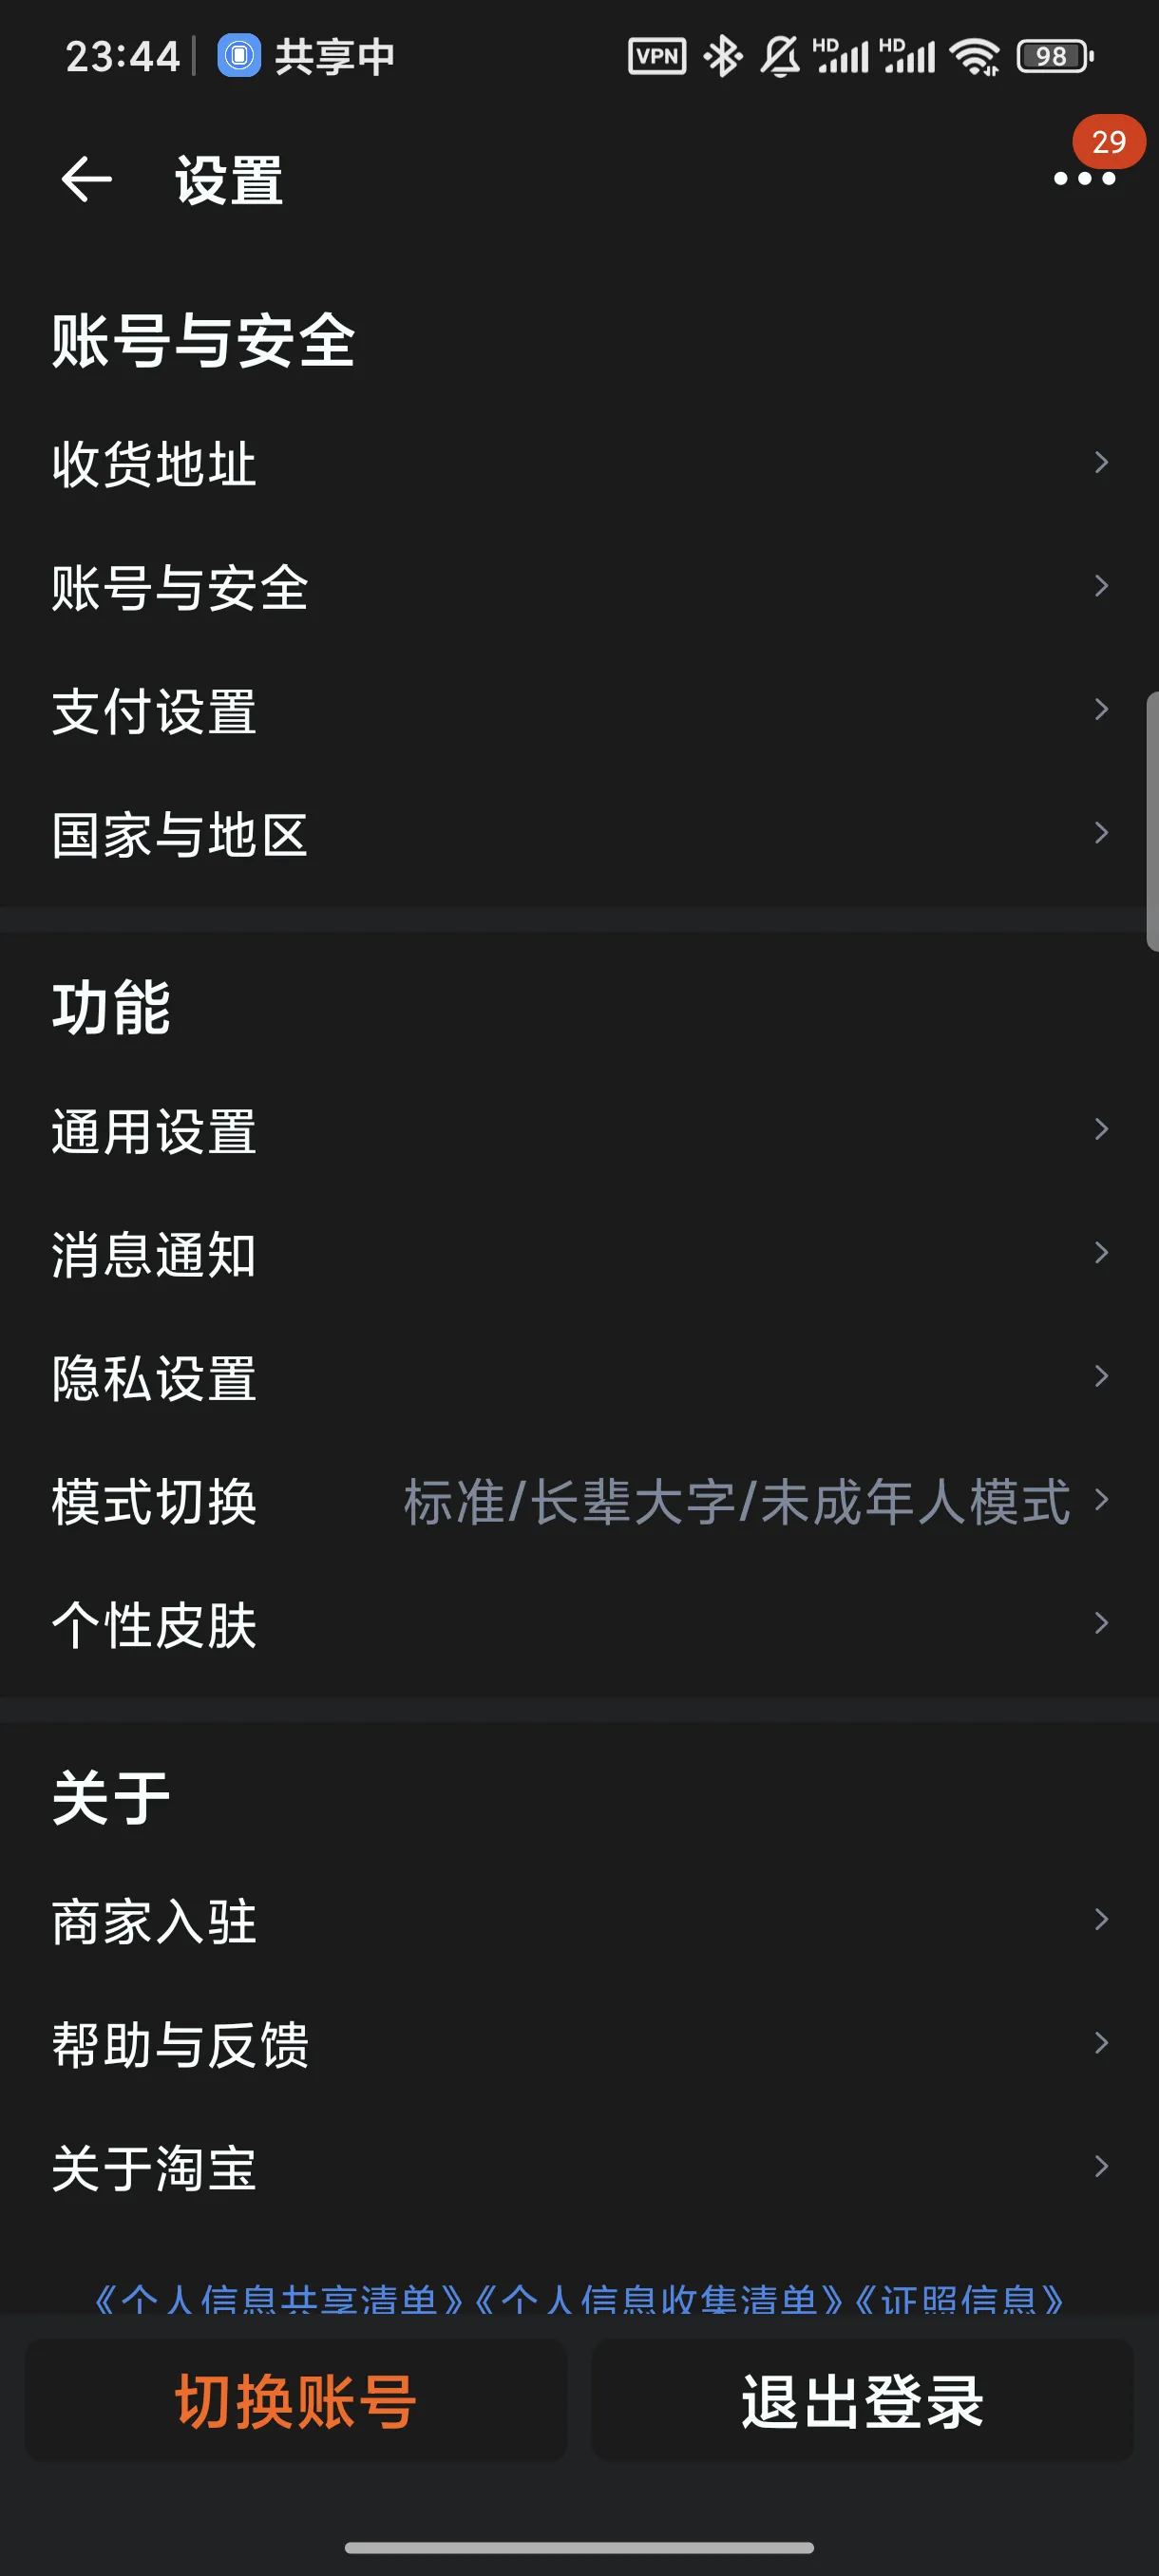 23:44 共享中 VPN HD HD 98
29
设置
账号与安全
收货地址
账号与安全
支付设置
国家与地区
功能
通用设置
消息通知
隐私设置
模式切换 标准/长辈大字/未成年人模式
个性皮肤
关于
商家入驻
帮助与反馈
关于淘宝
《个人信息共享清单》《个人信息收集清单》《证照信息》
切换账号 退出登录